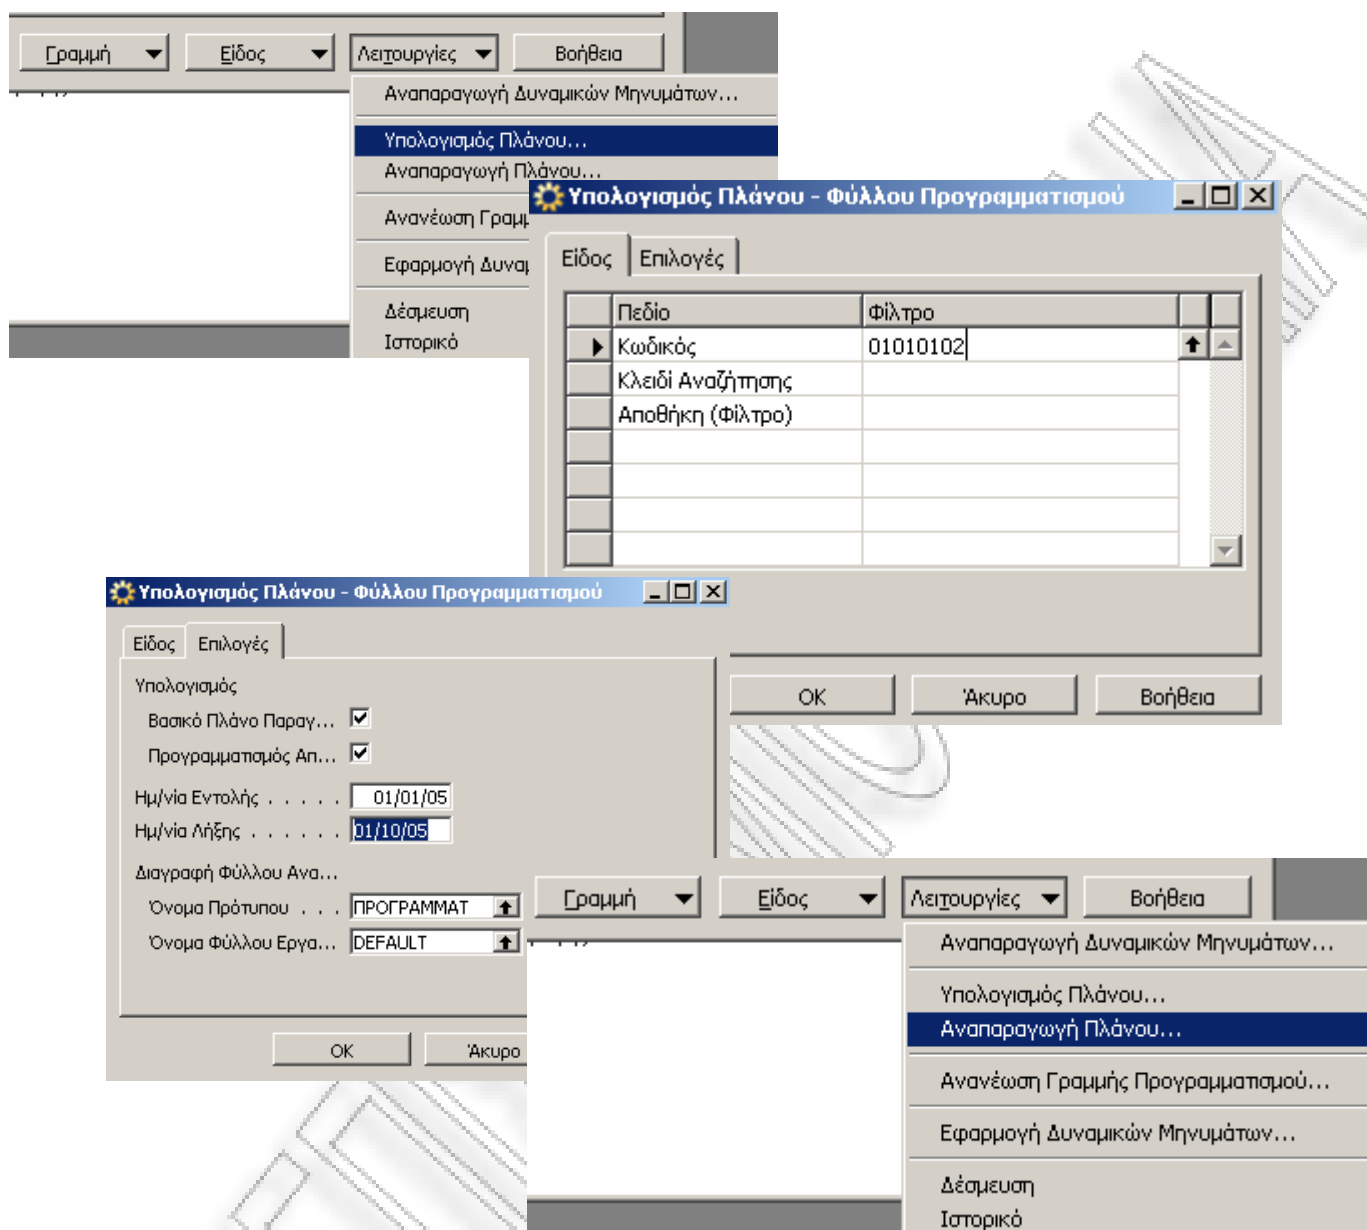 Γραμμή Είδος Λειτουργίες Βοήθεια
Αναπαραγωγή Δυναμικών Μηνυμάτων...
Υπολογισμός Πλάνου...
Αναπαραγωγή Πλάνου...
Ανανέωση Γραμμ
Εφαρμογή Δυναμ
Δέσμευση
Ιστορικό
Υπολογισμός Πλάνου - Φύλλου Προγραμματισμού
Είδος Επιλογές
Πεδίο Φίλτρο
Κωδικός 01010102
Κλειδί Αναζήτησης
Αποθήκη (Φίλτρο)
OK Άκυρο Βοήθεια
Υπολογισμός Πλάνου - Φύλλου Προγραμματισμού
Είδος Επιλογές
Υπολογισμός
Βασικό Πλάνο Παραγ...
Προγραμματισμός Απ...
Ημ/νία Εντολής . . . . . 01/01/05
Ημ/νία Λήξης . . . . . . 01/10/05
Διαγραφή Φύλλου Ανα...
Όνομα Πρότυπου . . . ΠΡΟΓΡΑΜΜΑΤ
Όνομα Φύλλου Εργα... DEFAULT
OK Άκυρο
Γραμμή Είδος Λειτουργίες Βοήθεια
Αναπαραγωγή Δυναμικών Μηνυμάτων...
Υπολογισμός Πλάνου...
Αναπαραγωγή Πλάνου...
Ανανέωση Γραμμής Προγραμματισμού...
Εφαρμογή Δυναμικών Μηνυμάτων...
Δέσμευση
Ιστορικό